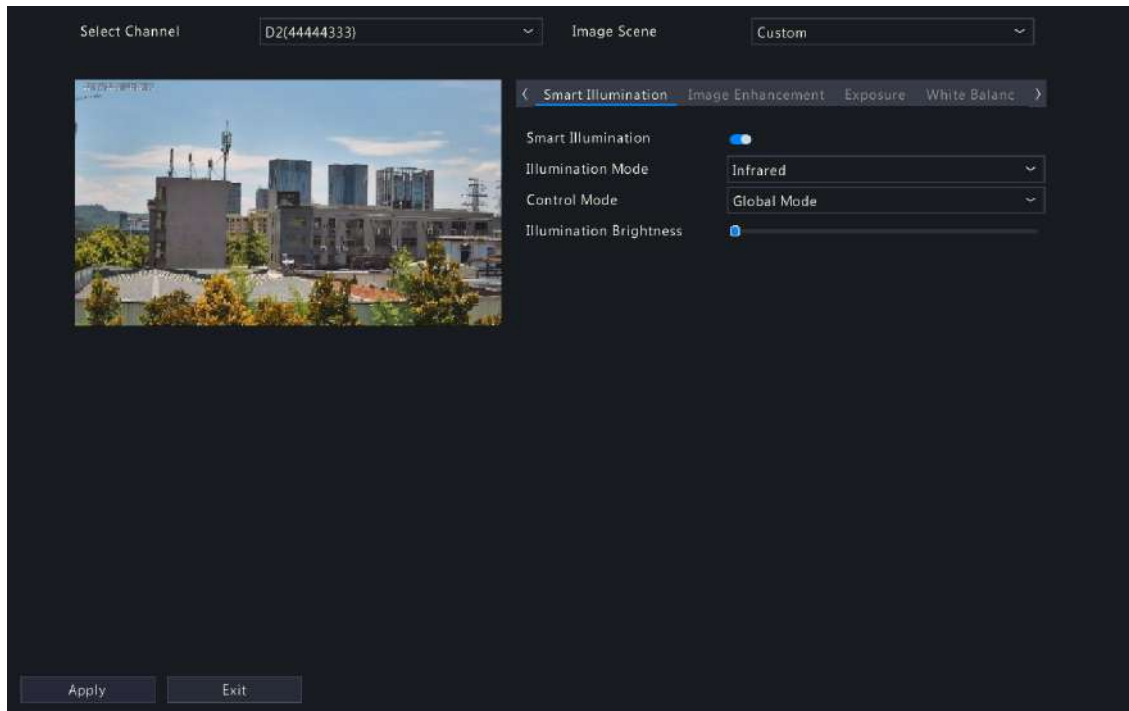 Select Channel D2(44444333) Image Scene Custom
Smart Illumination Image Enhancement Exposure White Balanc
Smart Illumination
Illumination Mode Infrared
Control Mode Global Mode
Illumination Brightness
Apply Exit